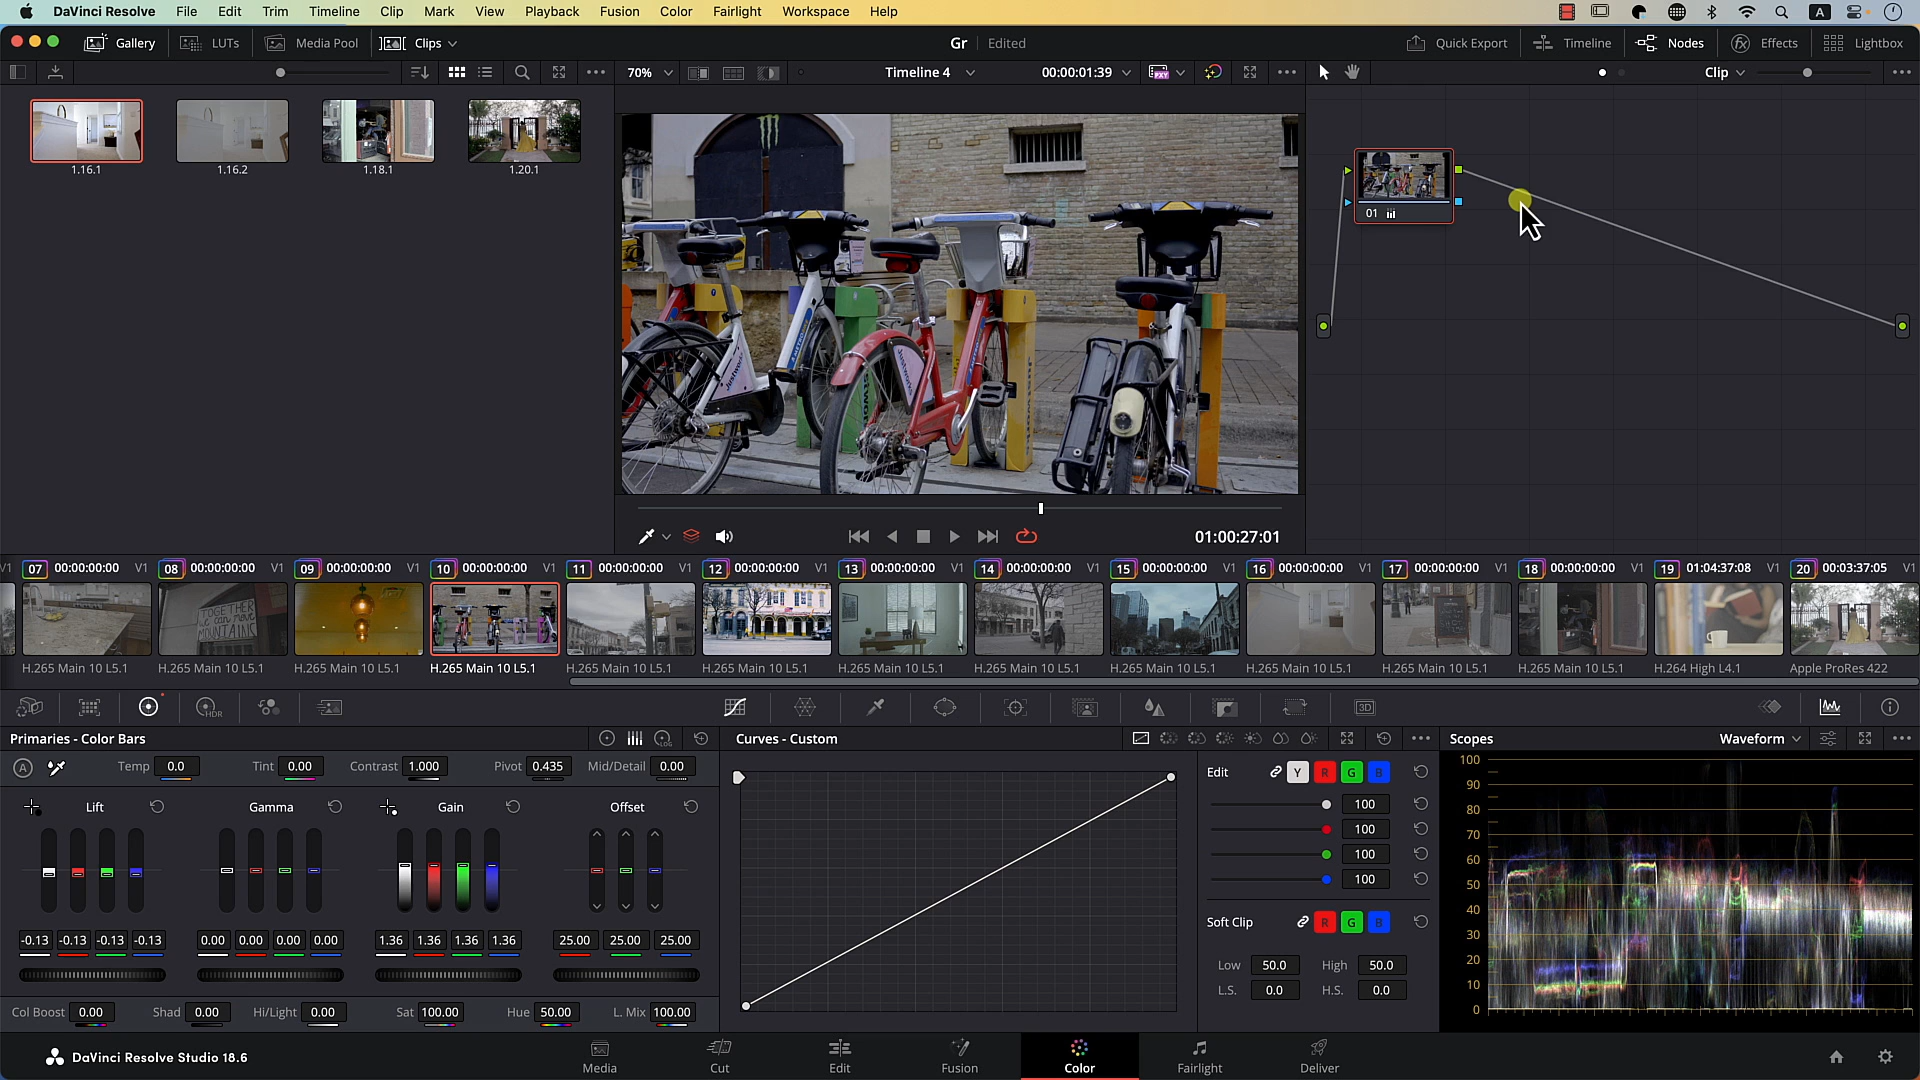 DaVinci Resolve File Edit Trim Timeline Clip Mark View Playback Fusion Color Fairlight Workspace Help A
Gallery LUTs Media Pool Clips Gr Edited Quick Export Timeline Nodes Effects Lightbox
70% Timeline 4 00:00:01:39 PXY Clip
1.16.1 1.16.2 1.18.1 1.20.1
01
01:00:27:01
V1 07 00:00:00:00 V1 08 00:00:00:00 V1 09 00:00:00:00 V1 10 00:00:00:00 V1 11 00:00:00:00 V1 12 00:00:00:00 V1 13 00:00:00:00 V1 14 00:00:00:00 V1 15 00:00:00:00 V1 16 00:00:00:00 V1 17 00:00:00:00 V1 18 00:00:00:00 V1 19 01:04:37:08 V1 20 00:03:37:05 V1
TOGETHER
we can move
MOUNTAINS
H.265 Main 10 L5.1 H.265 Main 10 L5.1 H.265 Main 10 L5.1 H.265 Main 10 L5.1 H.265 Main 10 L5.1 H.265 Main 10 L5.1 H.265 Main 10 L5.1 H.265 Main 10 L5.1 H.265 Main 10 L5.1 H.265 Main 10 L5.1 H.265 Main 10 L5.1 H.265 Main 10 L5.1 H.264 High L4.1 Apple ProRes 422
HDR 3D
Primaries - Color Bars LOG Curves - Custom Scopes Waveform
A Temp 0.0 Tint 0.00 Contrast 1.000 Pivot 0.435 Mid/Detail 0.00
Lift Gamma Gain Offset
-0.13 -0.13 -0.13 -0.13 0.00 0.00 0.00 0.00 1.36 1.36 1.36 1.36 25.00 25.00 25.00
Col Boost 0.00 Shad 0.00 Hi/Light 0.00 Sat 100.00 Hue 50.00 L. Mix 100.00
Edit Y R G B
100
100
100
100
Soft Clip R G B
Low 50.0 High 50.0
L.S. 0.0 H.S. 0.0
100
90
80
70
60
50
40
30
20
10
0
DaVinci Resolve Studio 18.6 Media Cut Edit Fusion Color Fairlight Deliver